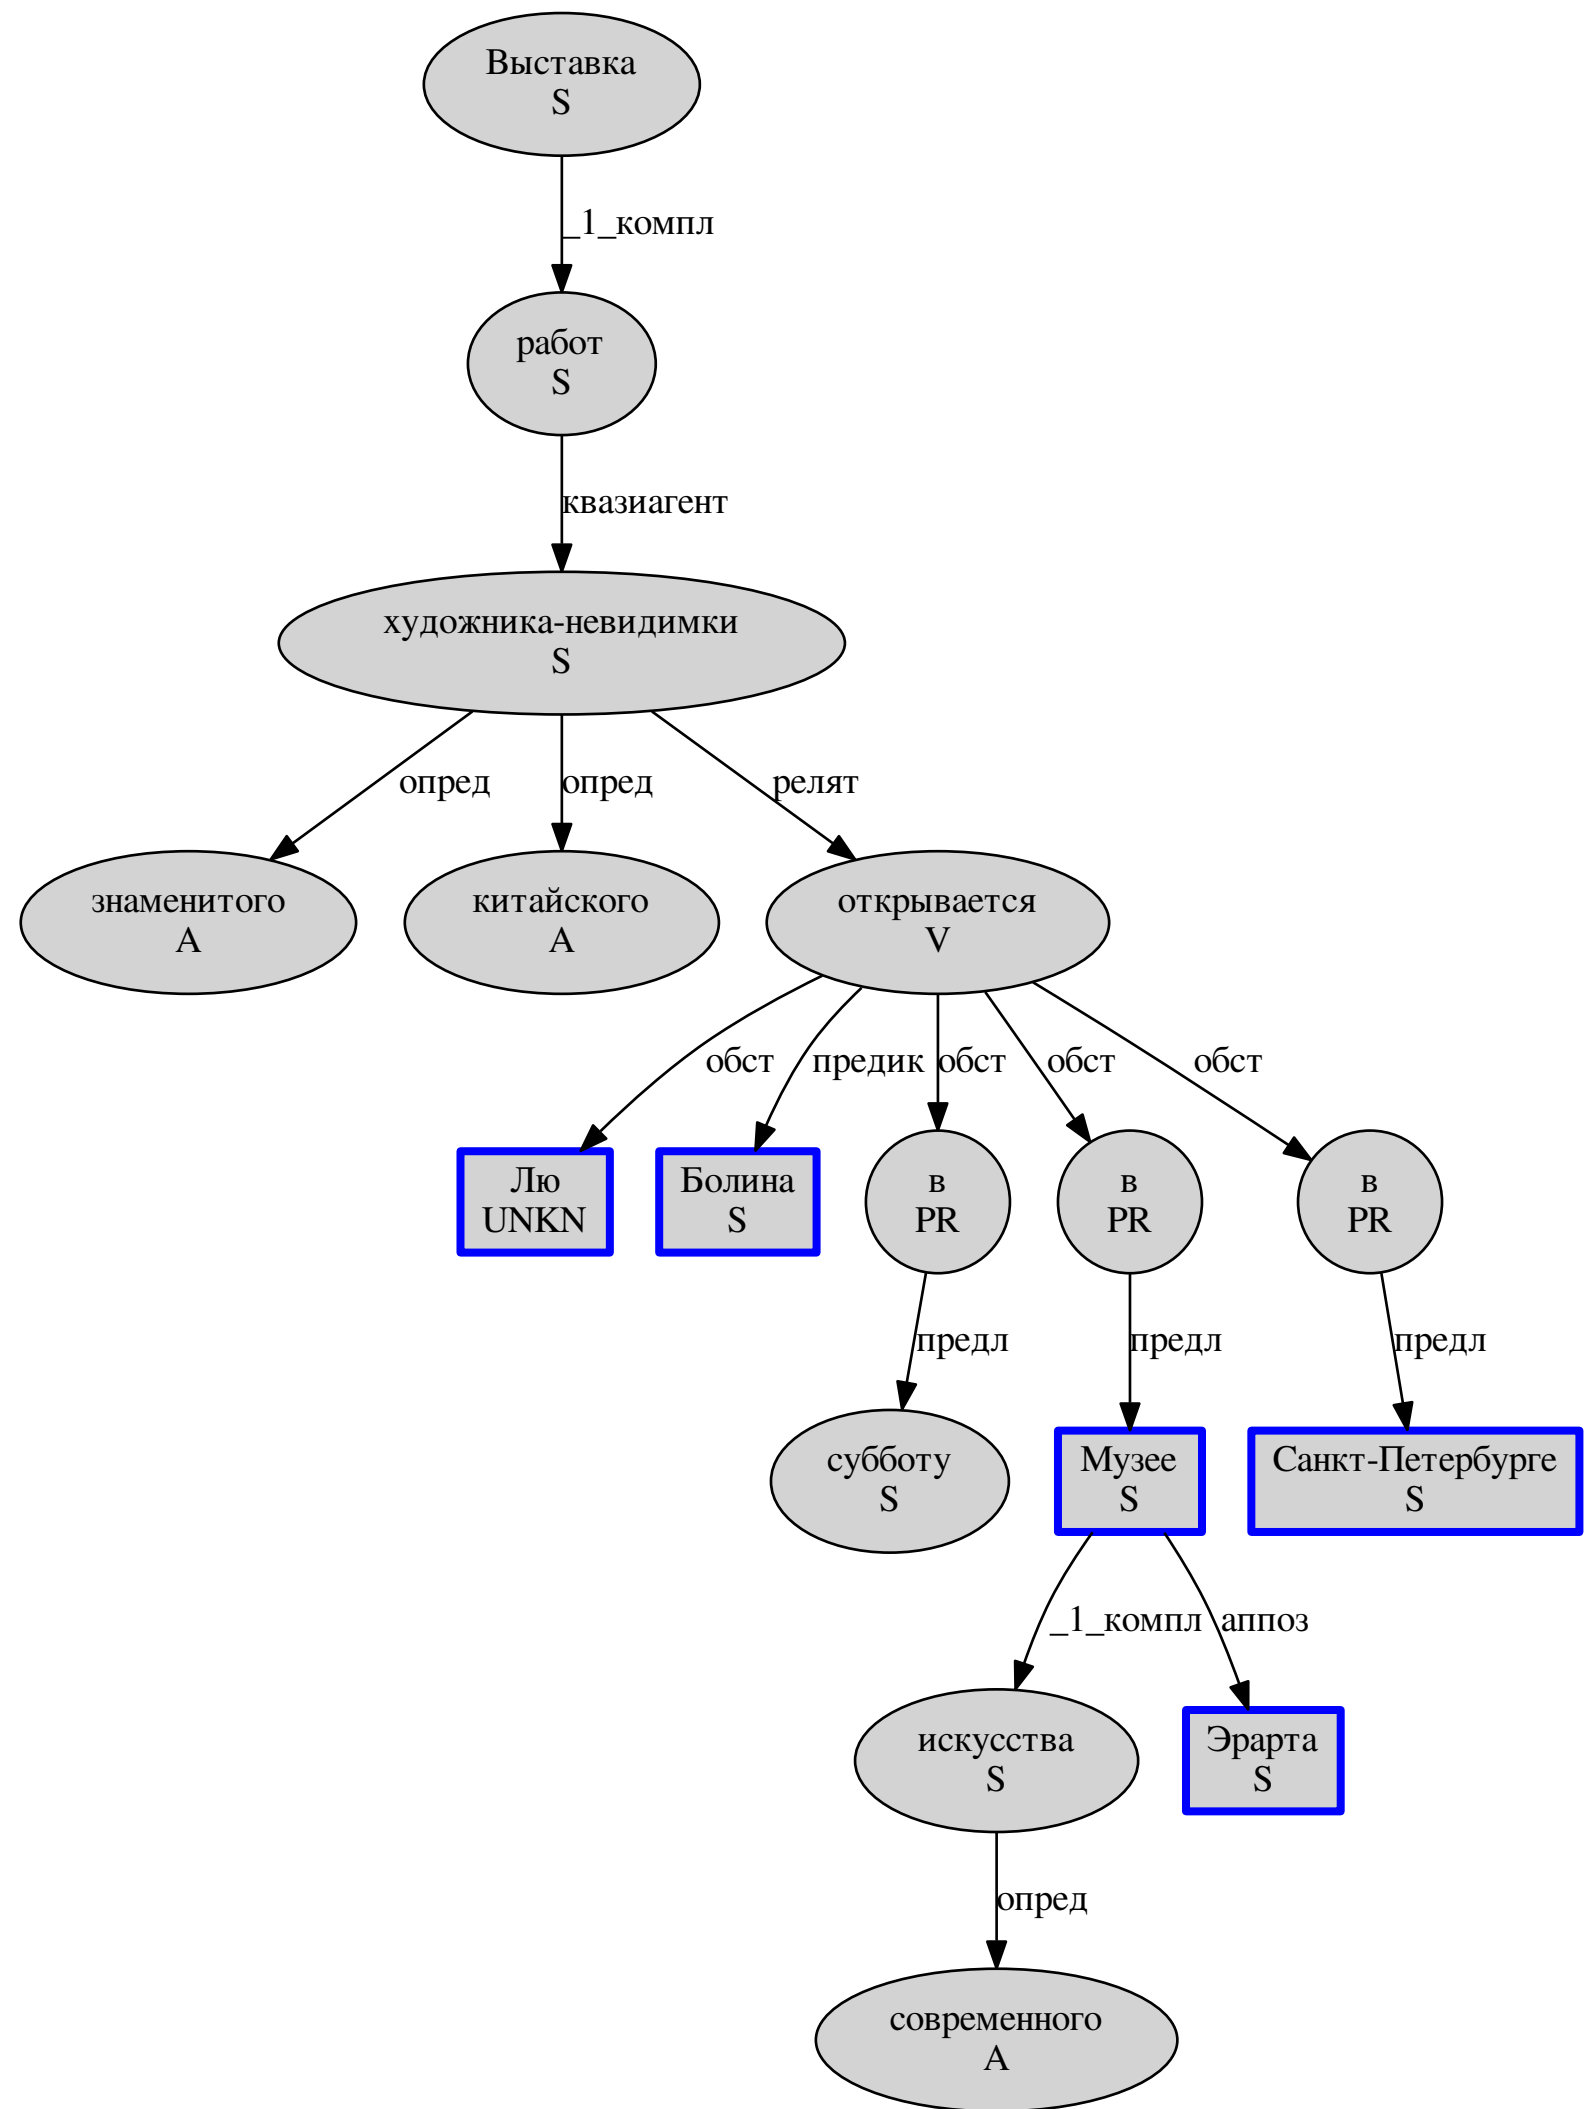 Выставка
S
_1_компл
работ
S
квазиагент
художника-невидимки
S
опред
опред
релят
знаменитого
A
китайского
A
открывается
V
обст
предик
обст
обст
обст
Лю
UNKN
Болина
S
в
PR
в
PR
в
PR
предл
предл
предл
субботу
S
Музее
S
Санкт-Петербурге
S
_1_компл
аппоз
искусства
S
Эрарта
S
опред
современного
A